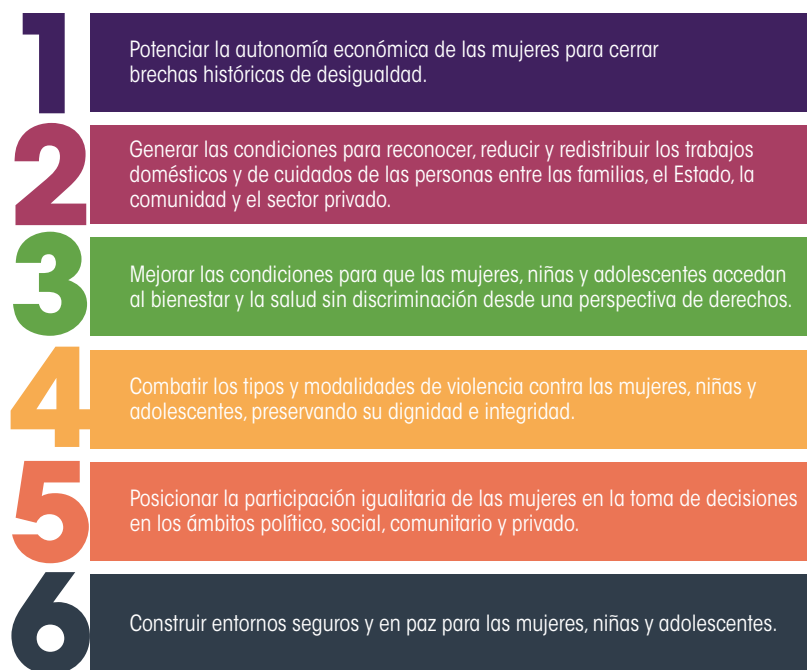 1
Potenciar la autonomía económica de las mujeres para cerrar
brechas históricas de desigualdad.
2
Generar las condiciones para reconocer, reducir y redistribuir los trabajos
domésticos y de cuidados de las personas entre las familias, el Estado, la
comunidad y el sector privado.
3
Mejorar las condiciones para que las mujeres, niñas y adolescentes accedan
al bienestar y la salud sin discriminación desde una perspectiva de derechos.
4
Combatir los tipos y modalidades de violencia contra las mujeres, niñas y
adolescentes, preservando su dignidad e integridad.
5
Posicionar la participación igualitaria de las mujeres en la toma de decisiones
en los ámbitos político, social, comunitario y privado.
6
Construir entornos seguros y en paz para las mujeres, niñas y adolescentes.